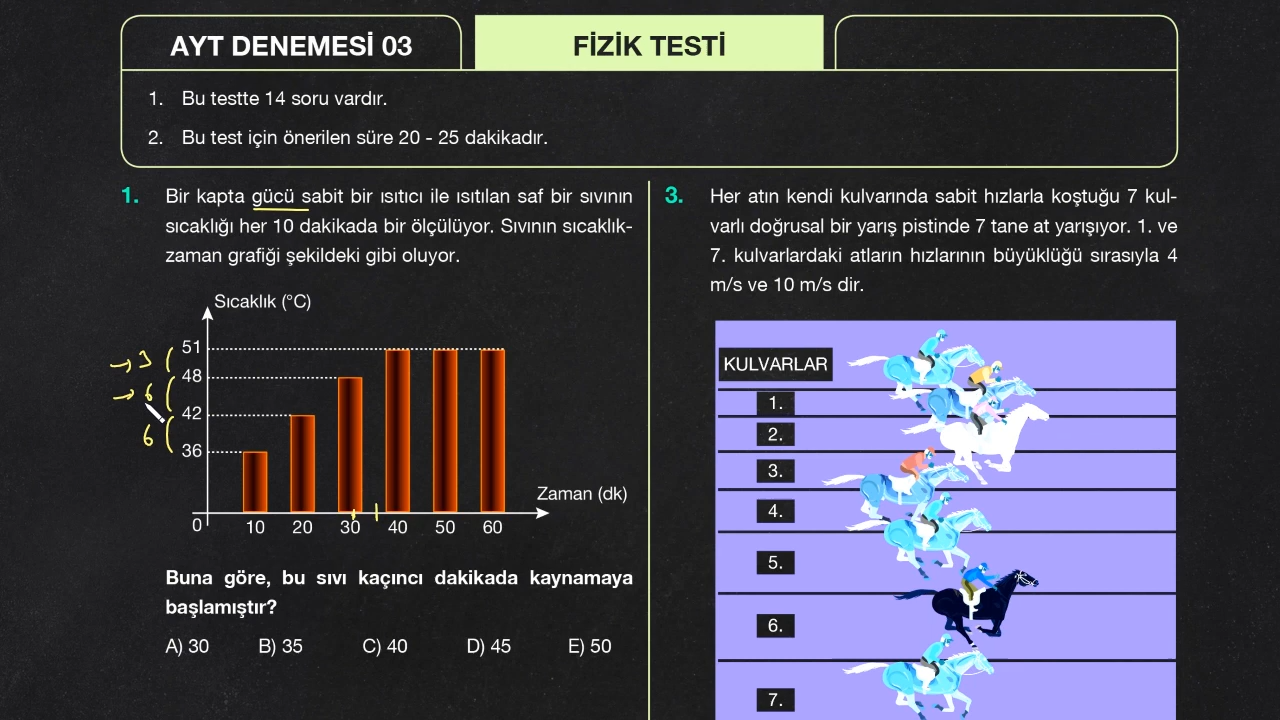 AYT DENEMESİ 03
FİZİK TESTİ
1. Bu testte 14 soru vardır.
2. Bu test için önerilen süre 20 - 25 dakikadır.
1. Bir kapta gücü sabit bir ısıtıcı ile ısıtılan saf bir sıvının
sıcaklığı her 10 dakikada bir ölçülüyor. Sıvının sıcaklık-
zaman grafiği şekildeki gibi oluyor.
Sıcaklık (°C)
→ 3 ( 51
→ 6 ( 48
6 ( 42
36
Zaman (dk)
0 10 20 30 40 50 60
Buna göre, bu sıvı kaçıncı dakikada kaynamaya
başlamıştır?
A) 30 B) 35 C) 40 D) 45 E) 50
3. Her atın kendi kulvarında sabit hızlarla koştuğu 7 kul-
varlı doğrusal bir yarış pistinde 7 tane at yarışıyor. 1. ve
7. kulvarlardaki atların hızlarının büyüklüğü sırasıyla 4
m/s ve 10 m/s dir.
KULVARLAR
1.
2.
3.
4.
5.
6.
7.